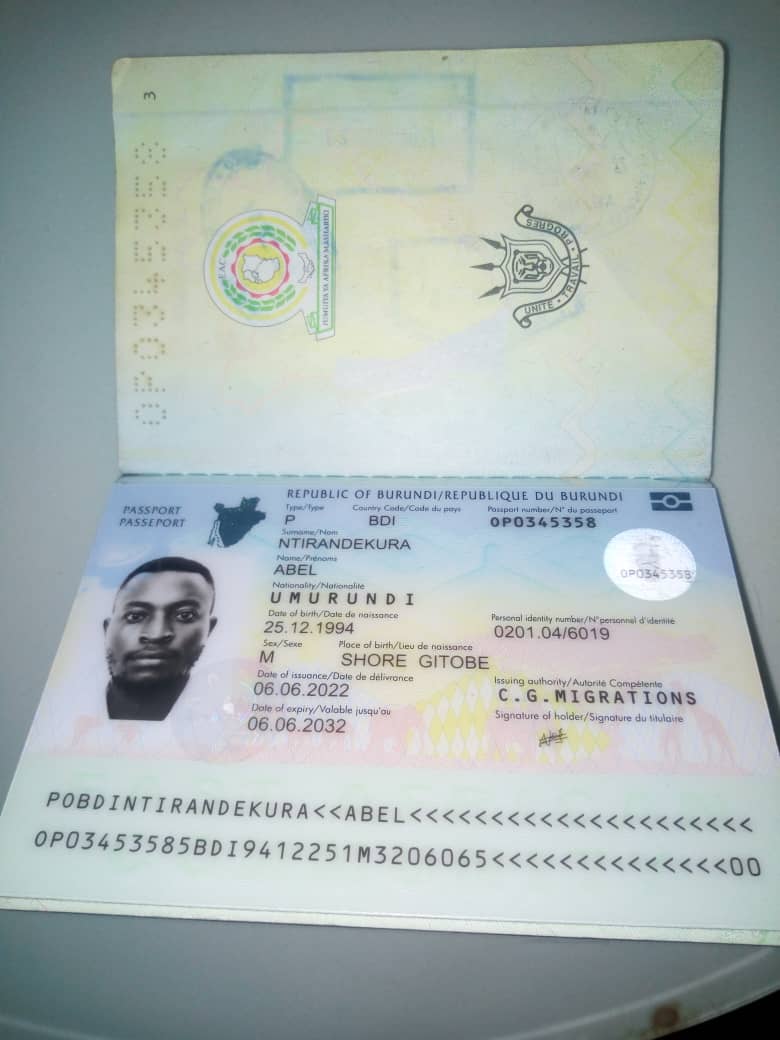 3
OP0345358
EAC
JUMUIYA YA AFRIKA MASHARIKI
UNITÉ • TRAVAIL • PROGRES
REPUBLIC OF BURUNDI/REPUBLIQUE DU BURUNDI
PASSPORT
PASSEPORT
Type/Type Country Code/Code du pays Passport number/N° du passeport
P BDI OP0345358
Surname/Nom
NTIRANDEKURA
Name/Prénoms
ABEL
Nationality/Nationalité
UMURUNDI
Date of birth/Date de naissance Personal identity number/N°personnel d'identité
25.12.1994 0201.04/6019
Sex/Sexe Place of birth/Lieu de naissance
M SHORE GITOBE
Date of issuance/Date de délivrance Issuing authority/Autorité Compétente
06.06.2022 C.G.MIGRATIONS
Date of expiry/Valable jusqu'au Signature of holder/Signature du titulaire
06.06.2032
OP0345358
POBDINTIRANDEKURA<<ABEL<<<<<<<<<<<<<<<<<<<<<
OP03453585BDI9412251M3206065<<<<<<<<<<<<<<00